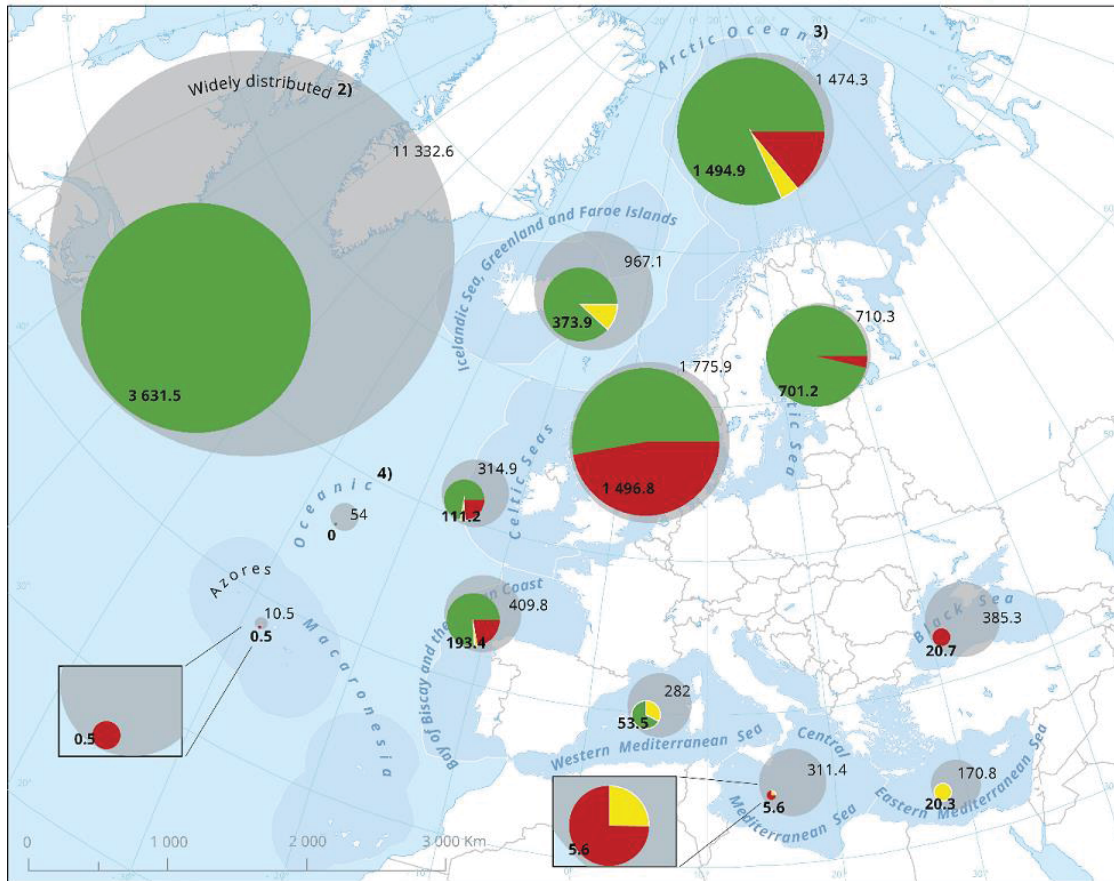 Arctic Ocean 3)
Widely distributed 2)
11 332.6
3 631.5
1 474.3
1 494.9
Icelandic Sea, Greenland and Faroe Islands
967.1
373.9
710.3
701.2
tic Sea
1 775.9
1 496.8
Celtic Seas
314.9
111.2
Oceanic 4)
54
0
Azores
10.5
0.5
0.5
Macaronesia
Bay of Biscay and the n Coast
409.8
193.4
Black Sea
385.3
20.7
282
53.5
Western Mediterranean Sea
Central
Mediterranean Sea
311.4
5.6
5.6
170.8
20.3
Eastern Mediterranean Sea
0 1 000 2 000 3 000 Km